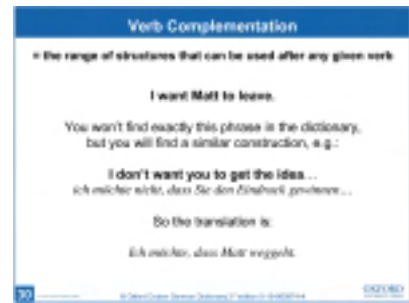 Verb Complementation
= the range of structures that can be used after any given verb
I want Matt to leave.
You won't find exactly this phrase in the dictionary,
but you will find a similar construction, e.g.:
I don't want you to get the idea…
ich möchte nicht, dass Sie den Eindruck gewinnen…
So the translation is:
Ich möchte, dass Matt weggeht.
30
Oxford German Dictionary
OXFORD